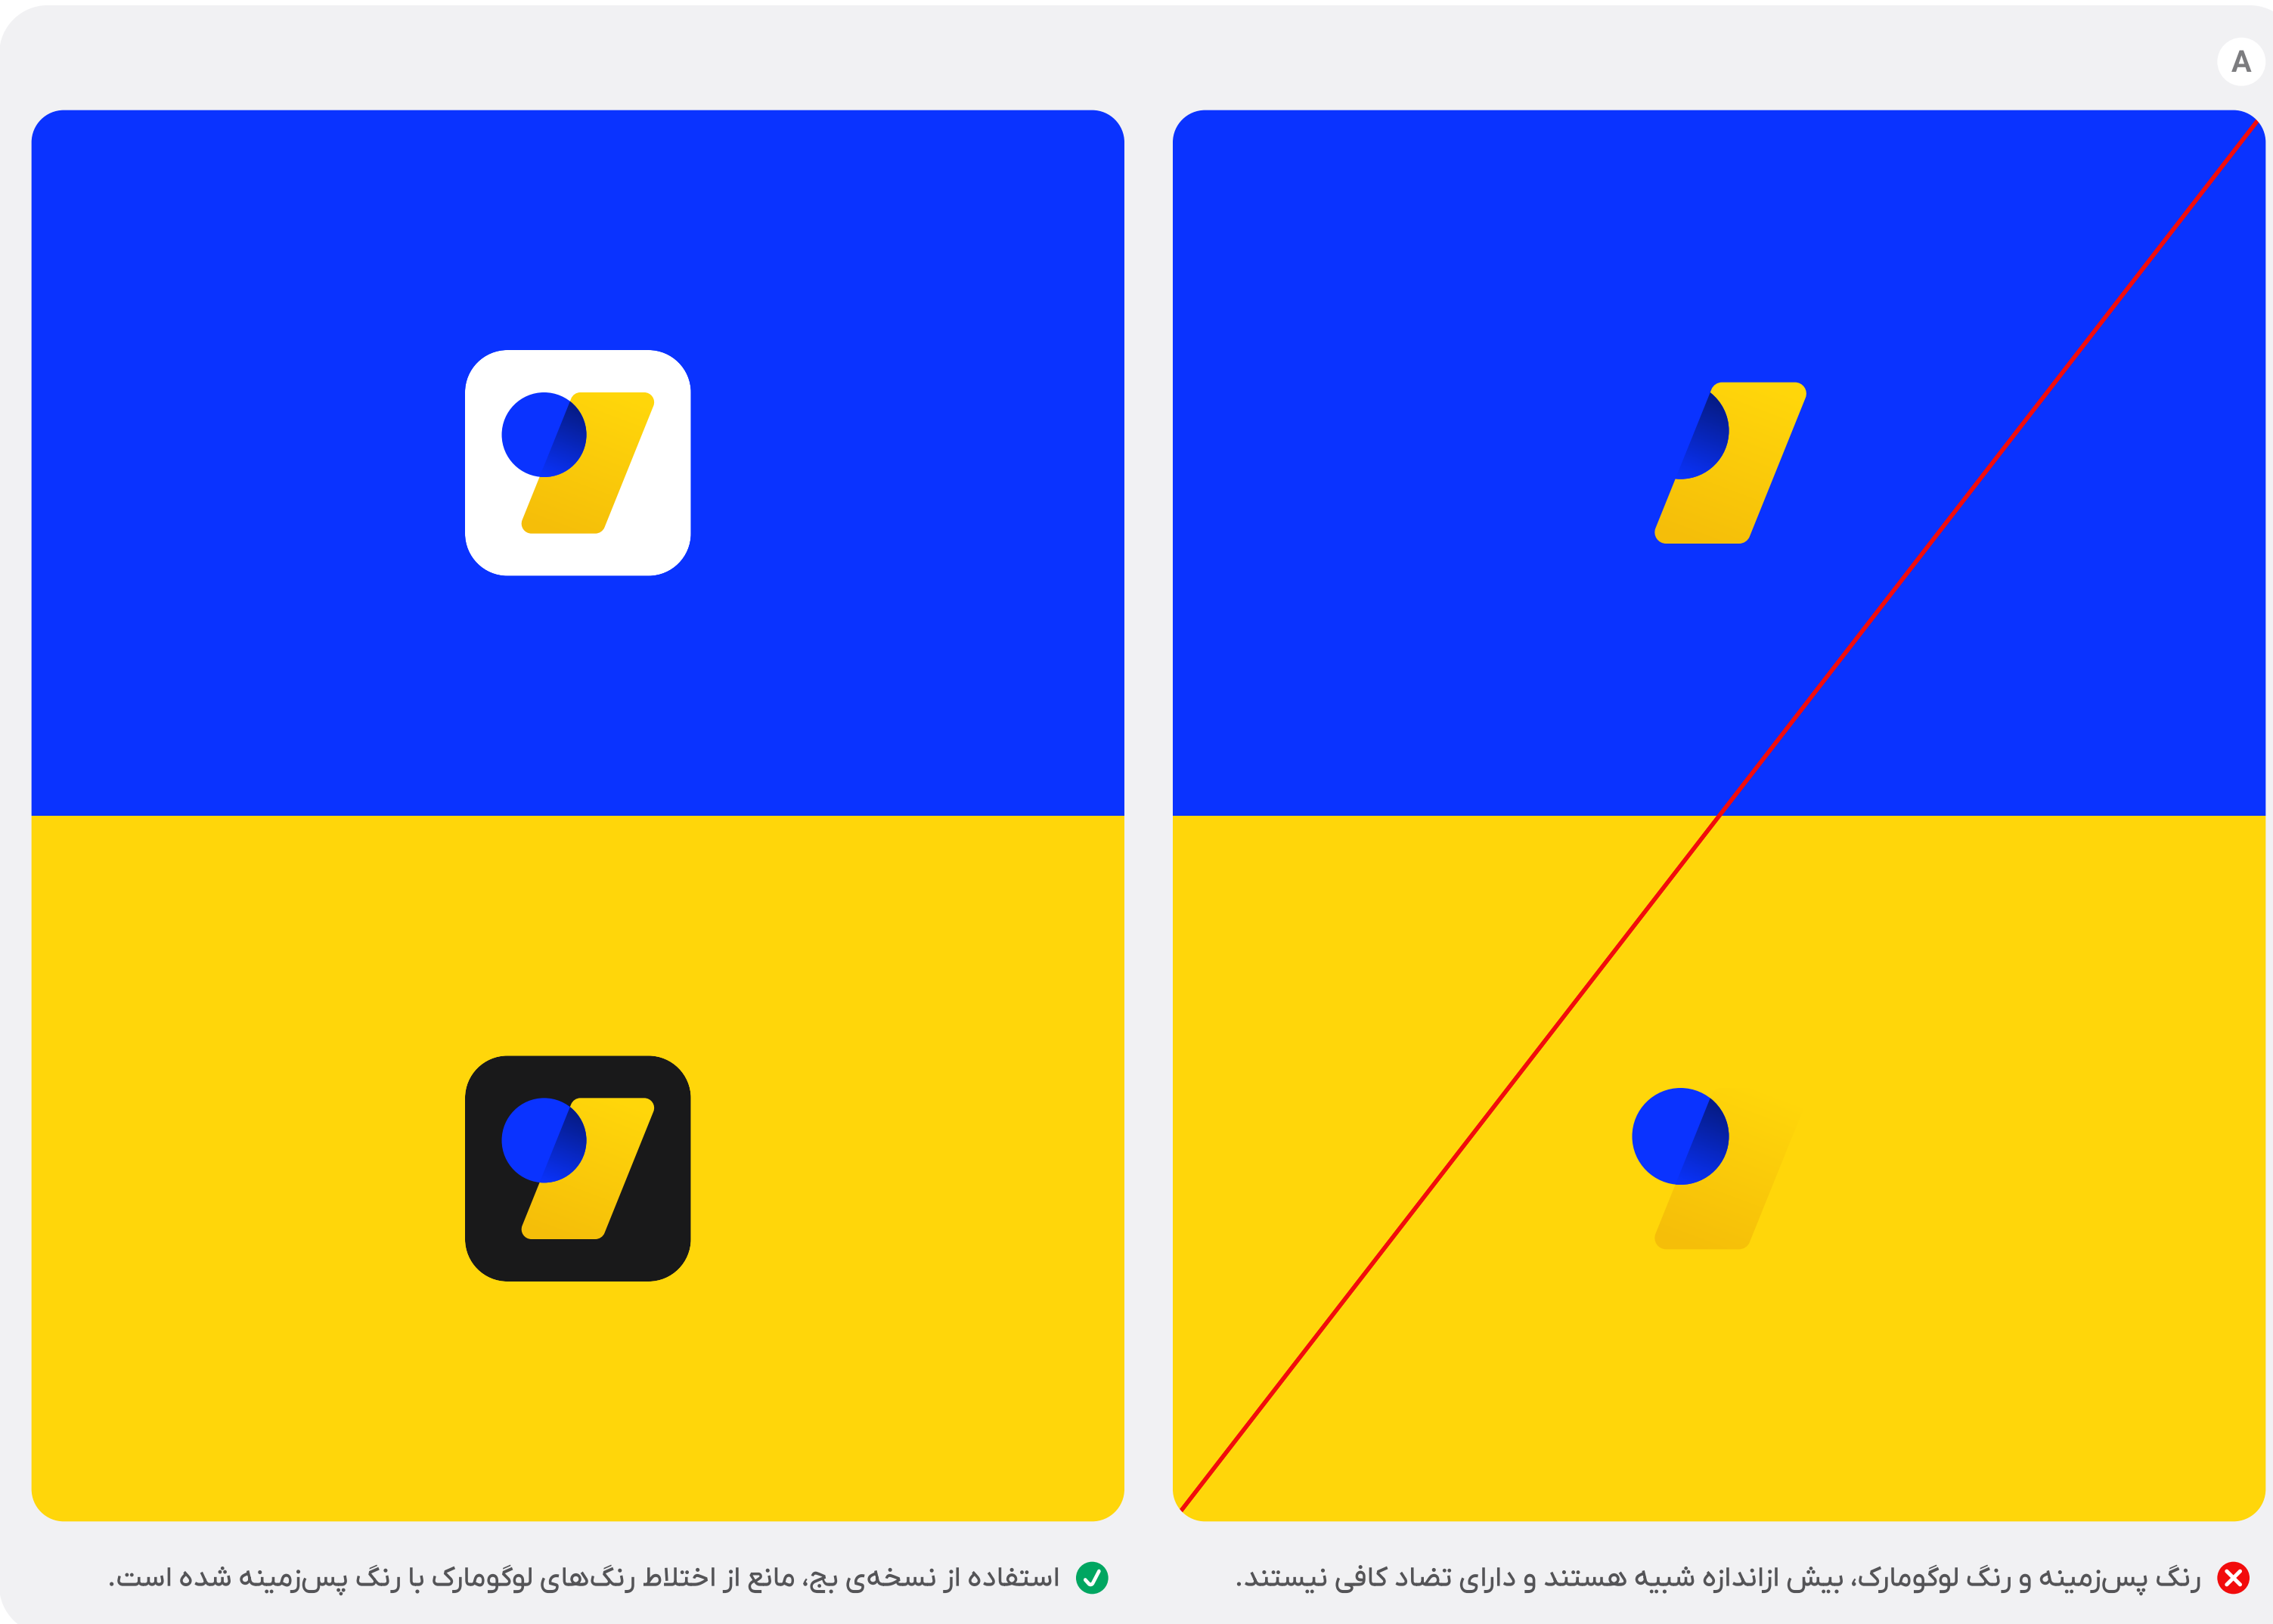 A
رنگ پس‌زمینه و رنگ لوگومارک، بیش ازاندازه شبیه هستند و دارای تضاد کافی نیستند.
استفاده از نسخه‌ی بج, مانع از اختلاط رنگ‌های لوگومارک با رنگ پس‌زمینه شده است.